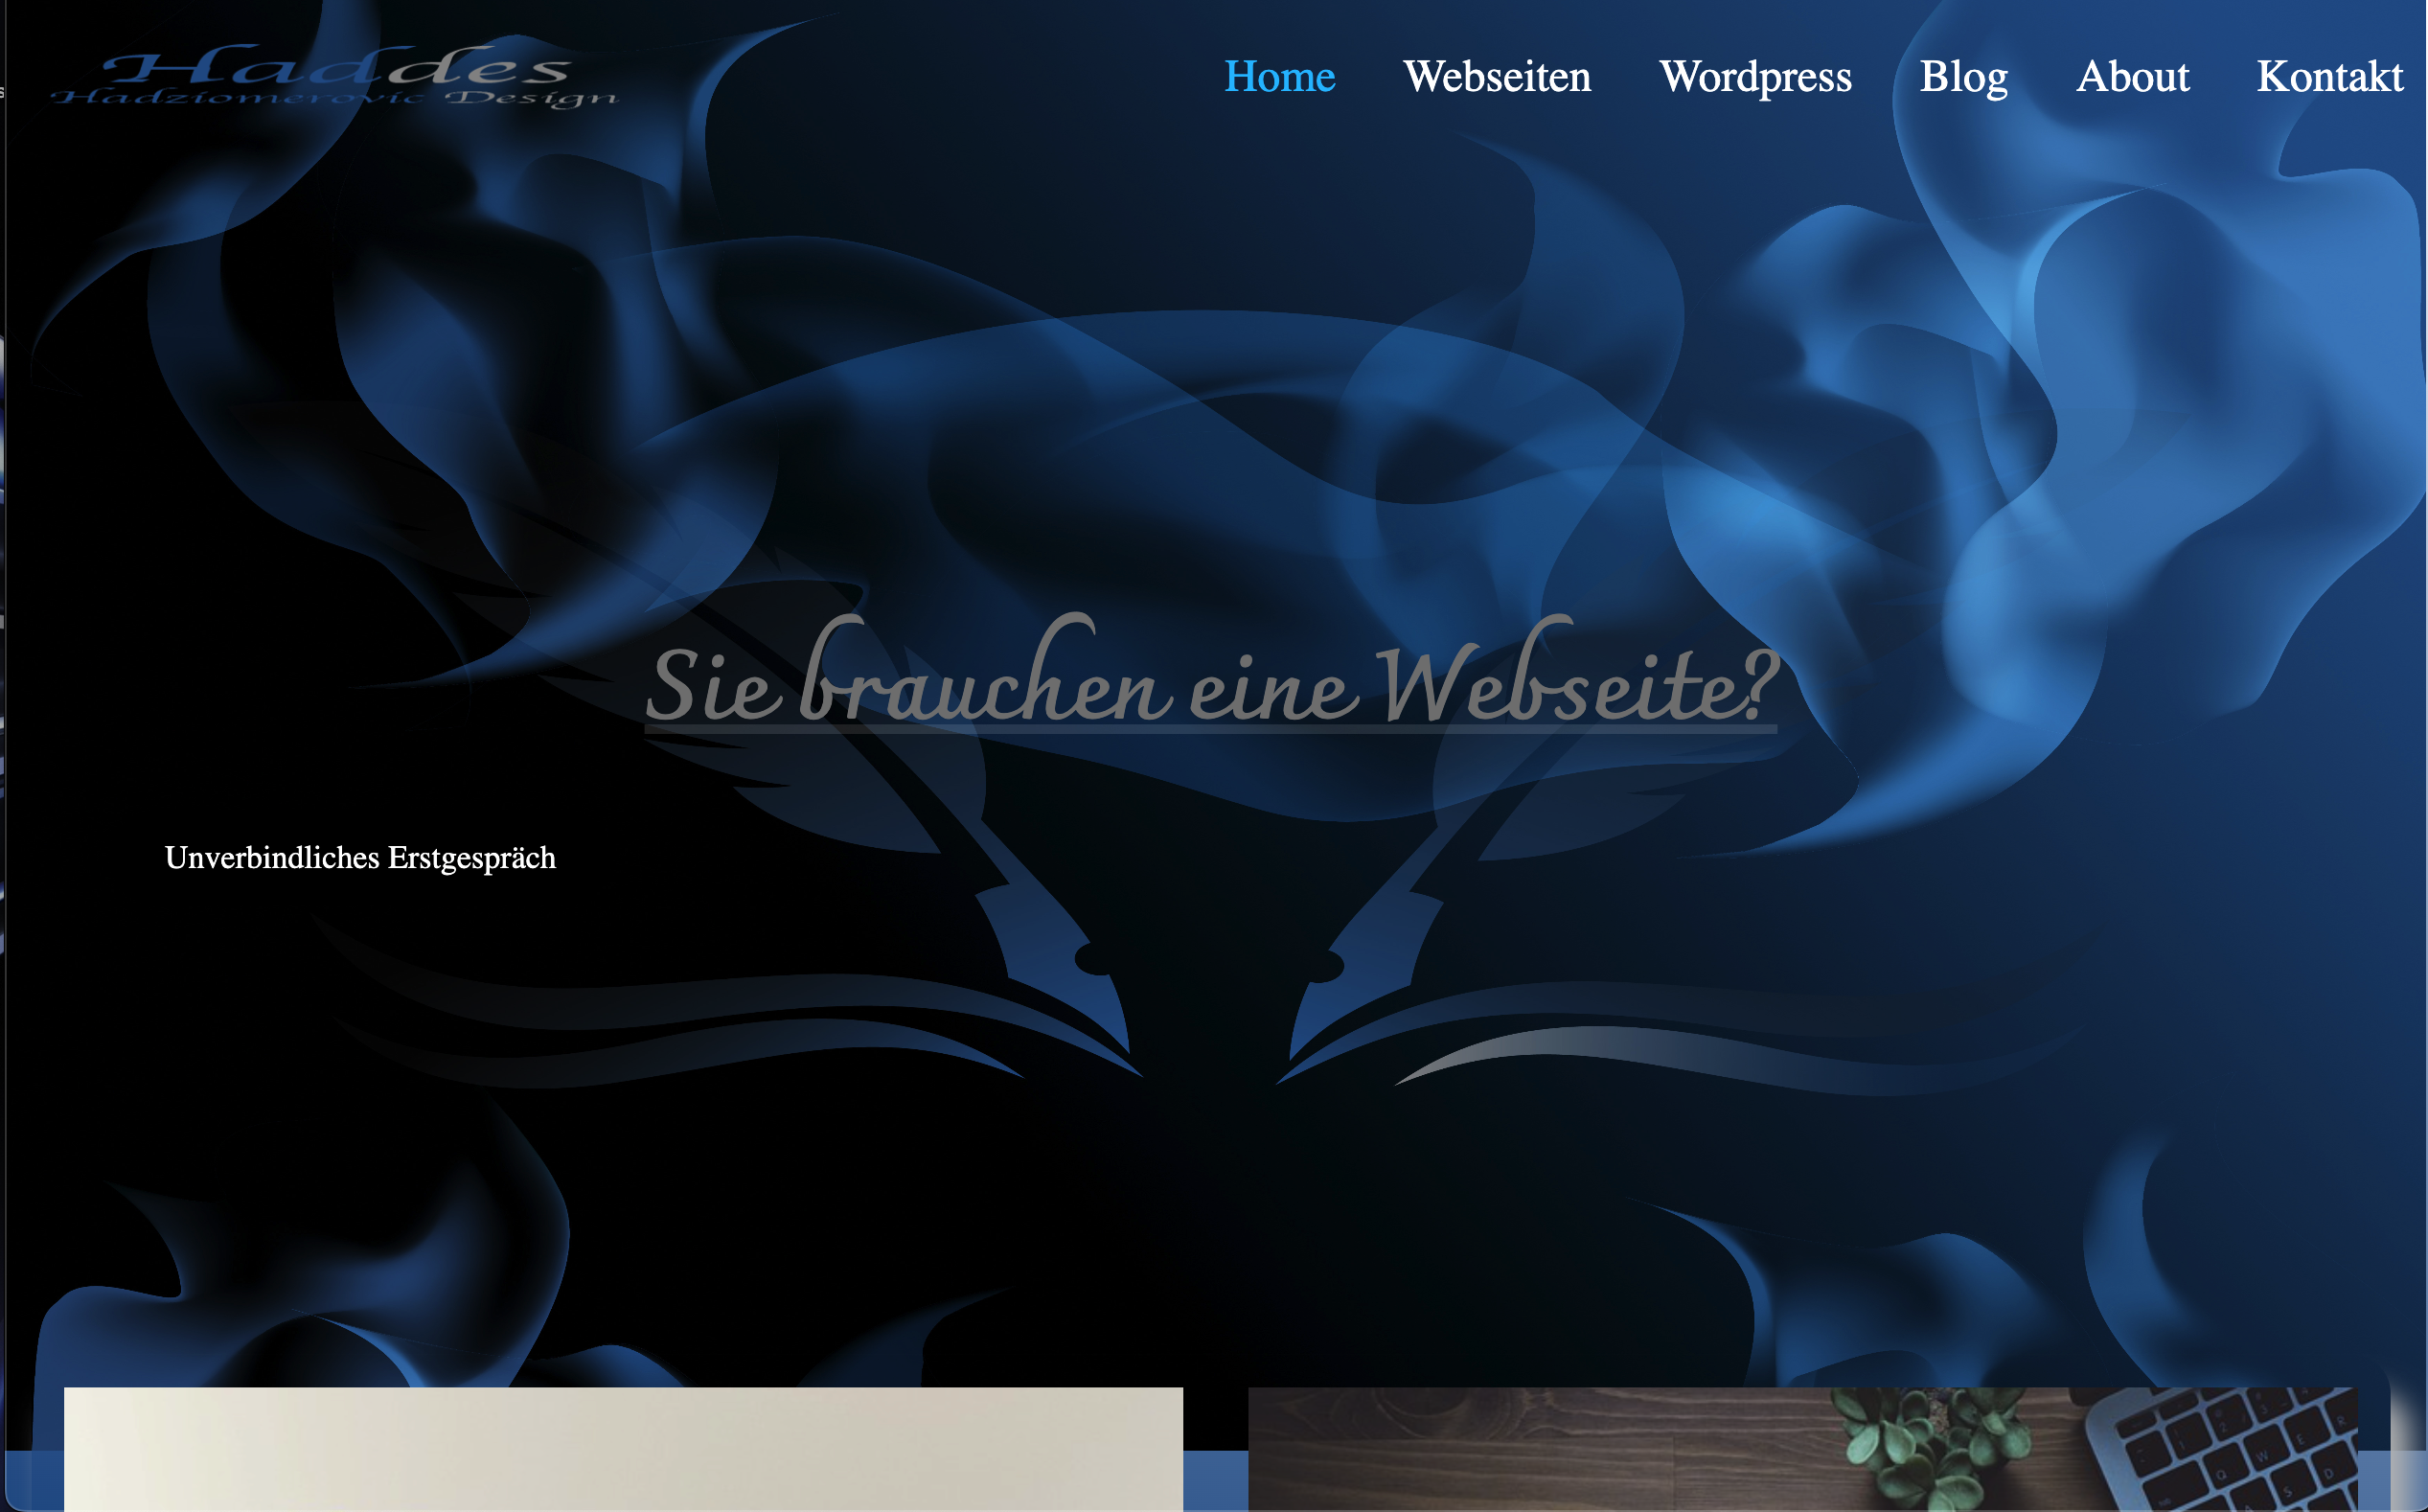 Haddes
Hadziomerovic Design
Home Webseiten Wordpress Blog About Kontakt
Sie brauchen eine Webseite?
Unverbindliches Erstgespräch